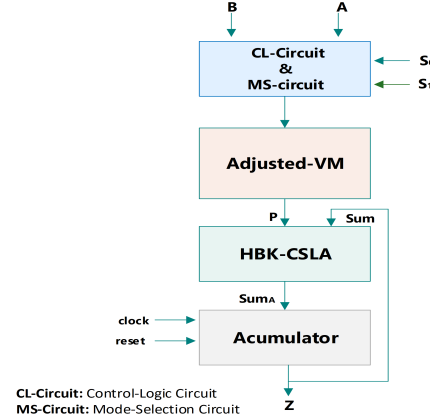 B A
CL-Circuit
&
MS-circuit
S
S
Adjusted-VM
P
Sum
HBK-CSLA
SumA
clock
reset
Acumulator
Z
CL-Circuit: Control-Logic Circuit
MS-Circuit: Mode-Selection Circuit